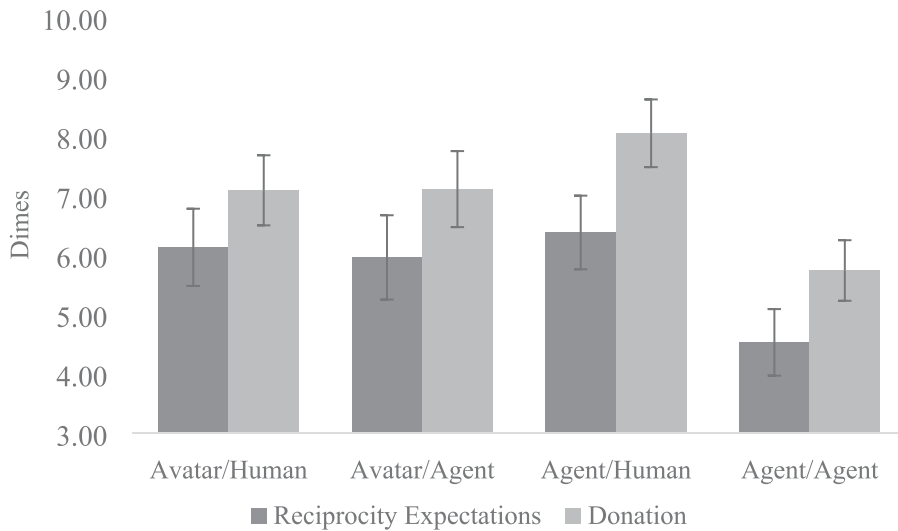 10.00
9.00
8.00
7.00
6.00
5.00
4.00
3.00
Dimes
Avatar/Human Avatar/Agent Agent/Human Agent/Agent
Reciprocity Expectations Donation